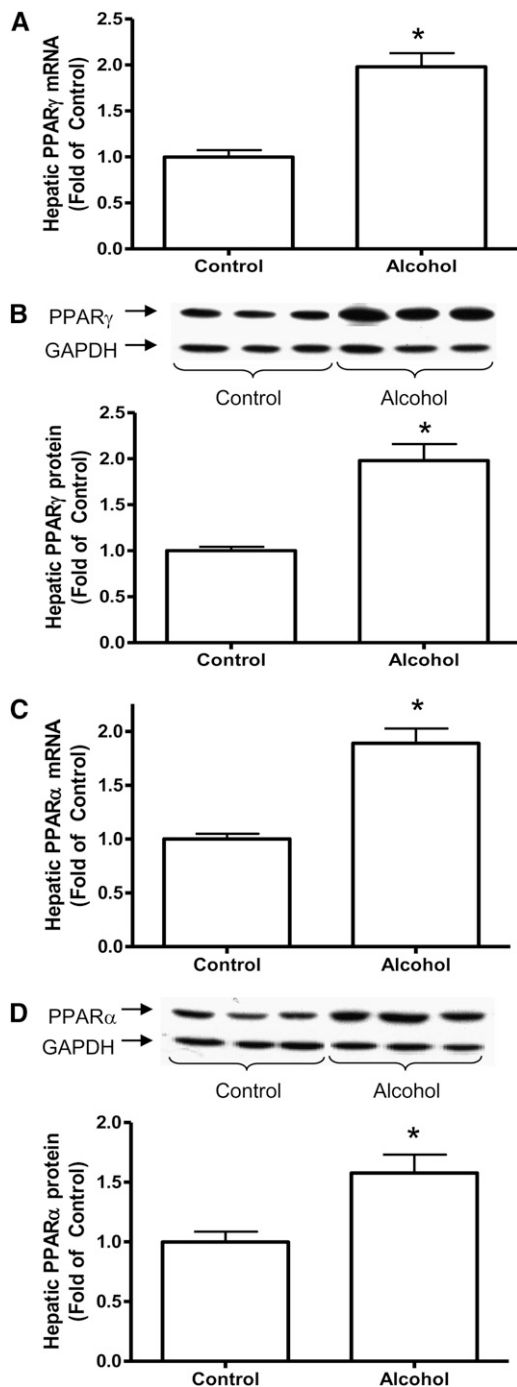 A
Hepatic PPARγ mRNA
(Fold of Control)
2.5
2.0
1.5
1.0
0.5
0.0
*
Control
Alcohol
B
PPARγ
GAPDH
Control
Alcohol
Hepatic PPARγ protein
(Fold of Control)
2.5
2.0
1.5
1.0
0.5
0.0
*
Control
Alcohol
C
Hepatic PPARα mRNA
(Fold of Control)
2.0
1.5
1.0
0.5
0.0
*
Control
Alcohol
D
PPARα
GAPDH
Control
Alcohol
Hepatic PPARα protein
(Fold of Control)
2.0
1.5
1.0
0.5
0.0
*
Control
Alcohol